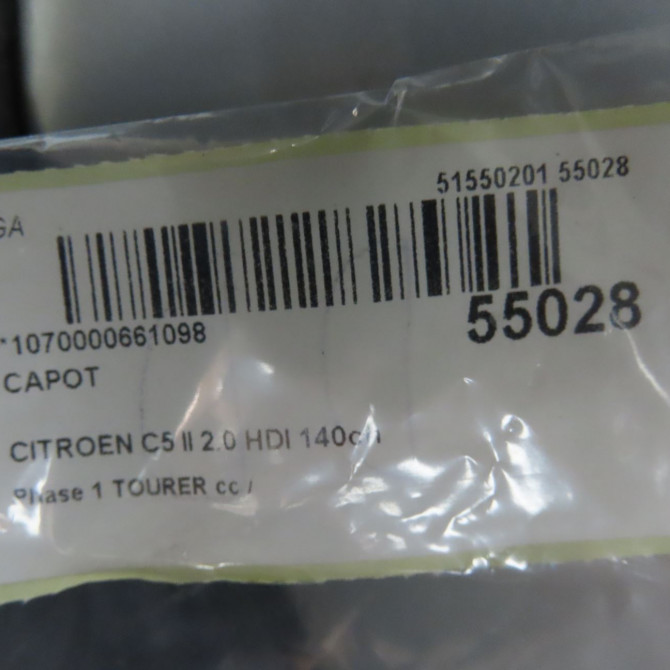 GA
51550201 55028
55028
*1070000661098
CAPOT
CITROEN C5 II 2.0 HDI 140ch
Phase 1 TOURER cc /